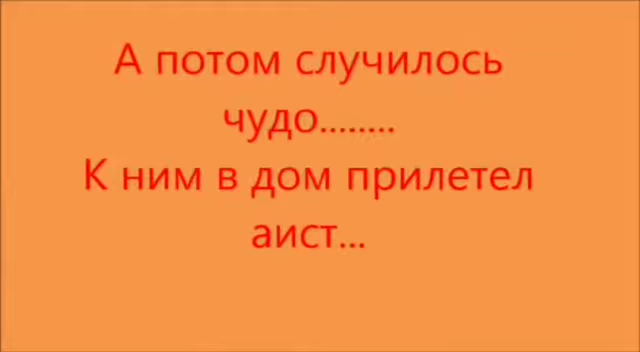 А потом случилось
чудо........
К ним в дом прилетел
аист...